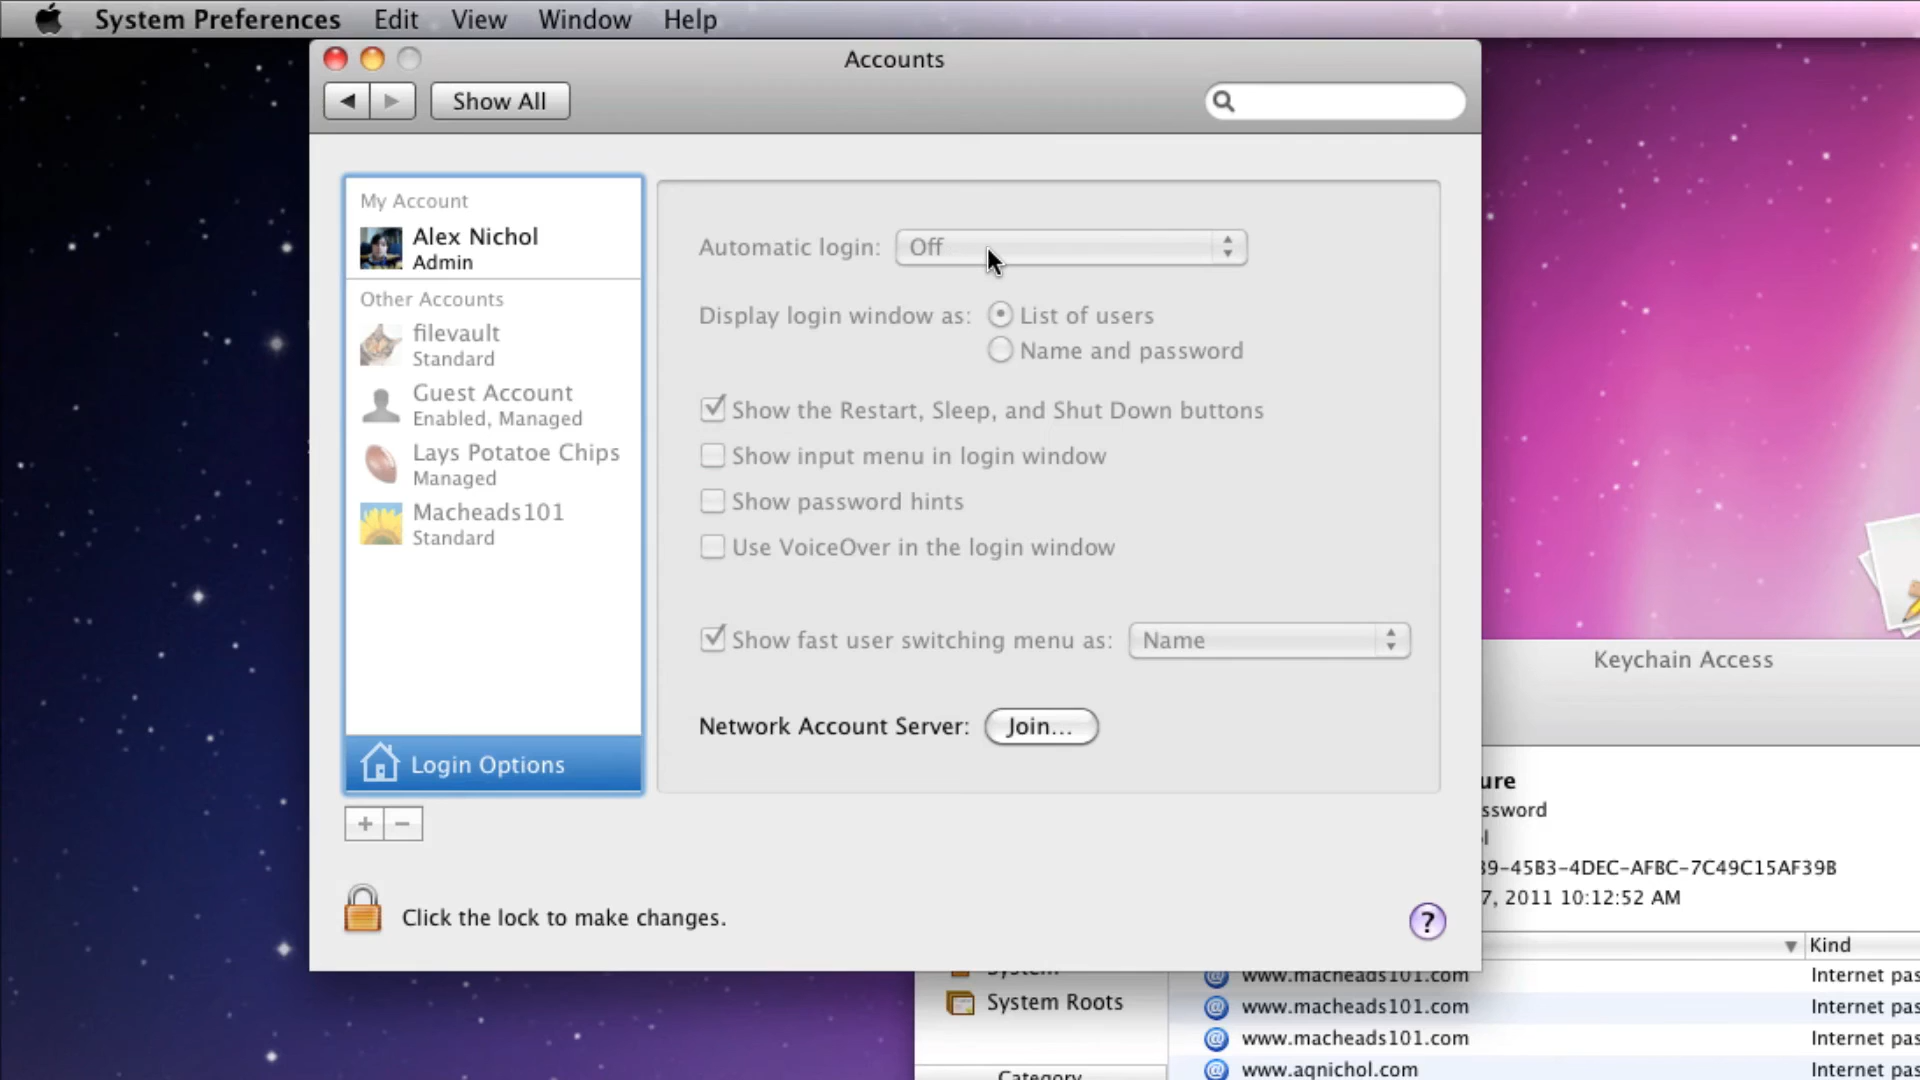 System Preferences Edit View Window Help
Accounts
Show All
My Account
Alex Nichol
Admin
Other Accounts
filevault
Standard
Guest Account
Enabled, Managed
Lays Potatoe Chips
Managed
Macheads101
Standard
Login Options
+ −
Automatic login: Off
Display login window as: List of users
Name and password
Show the Restart, Sleep, and Shut Down buttons
Show input menu in login window
Show password hints
Use VoiceOver in the login window
Show fast user switching menu as: Name
Network Account Server: Join...
Click the lock to make changes.
?
Keychain Access
ure
ssword
39-45B3-4DEC-AFBC-7C49C15AF39B
7, 2011 10:12:52 AM
Kind
System
System Roots
Category
www.macheads101.com Internet pas
www.macheads101.com Internet pas
www.macheads101.com Internet pas
www.aqnichol.com Internet pas